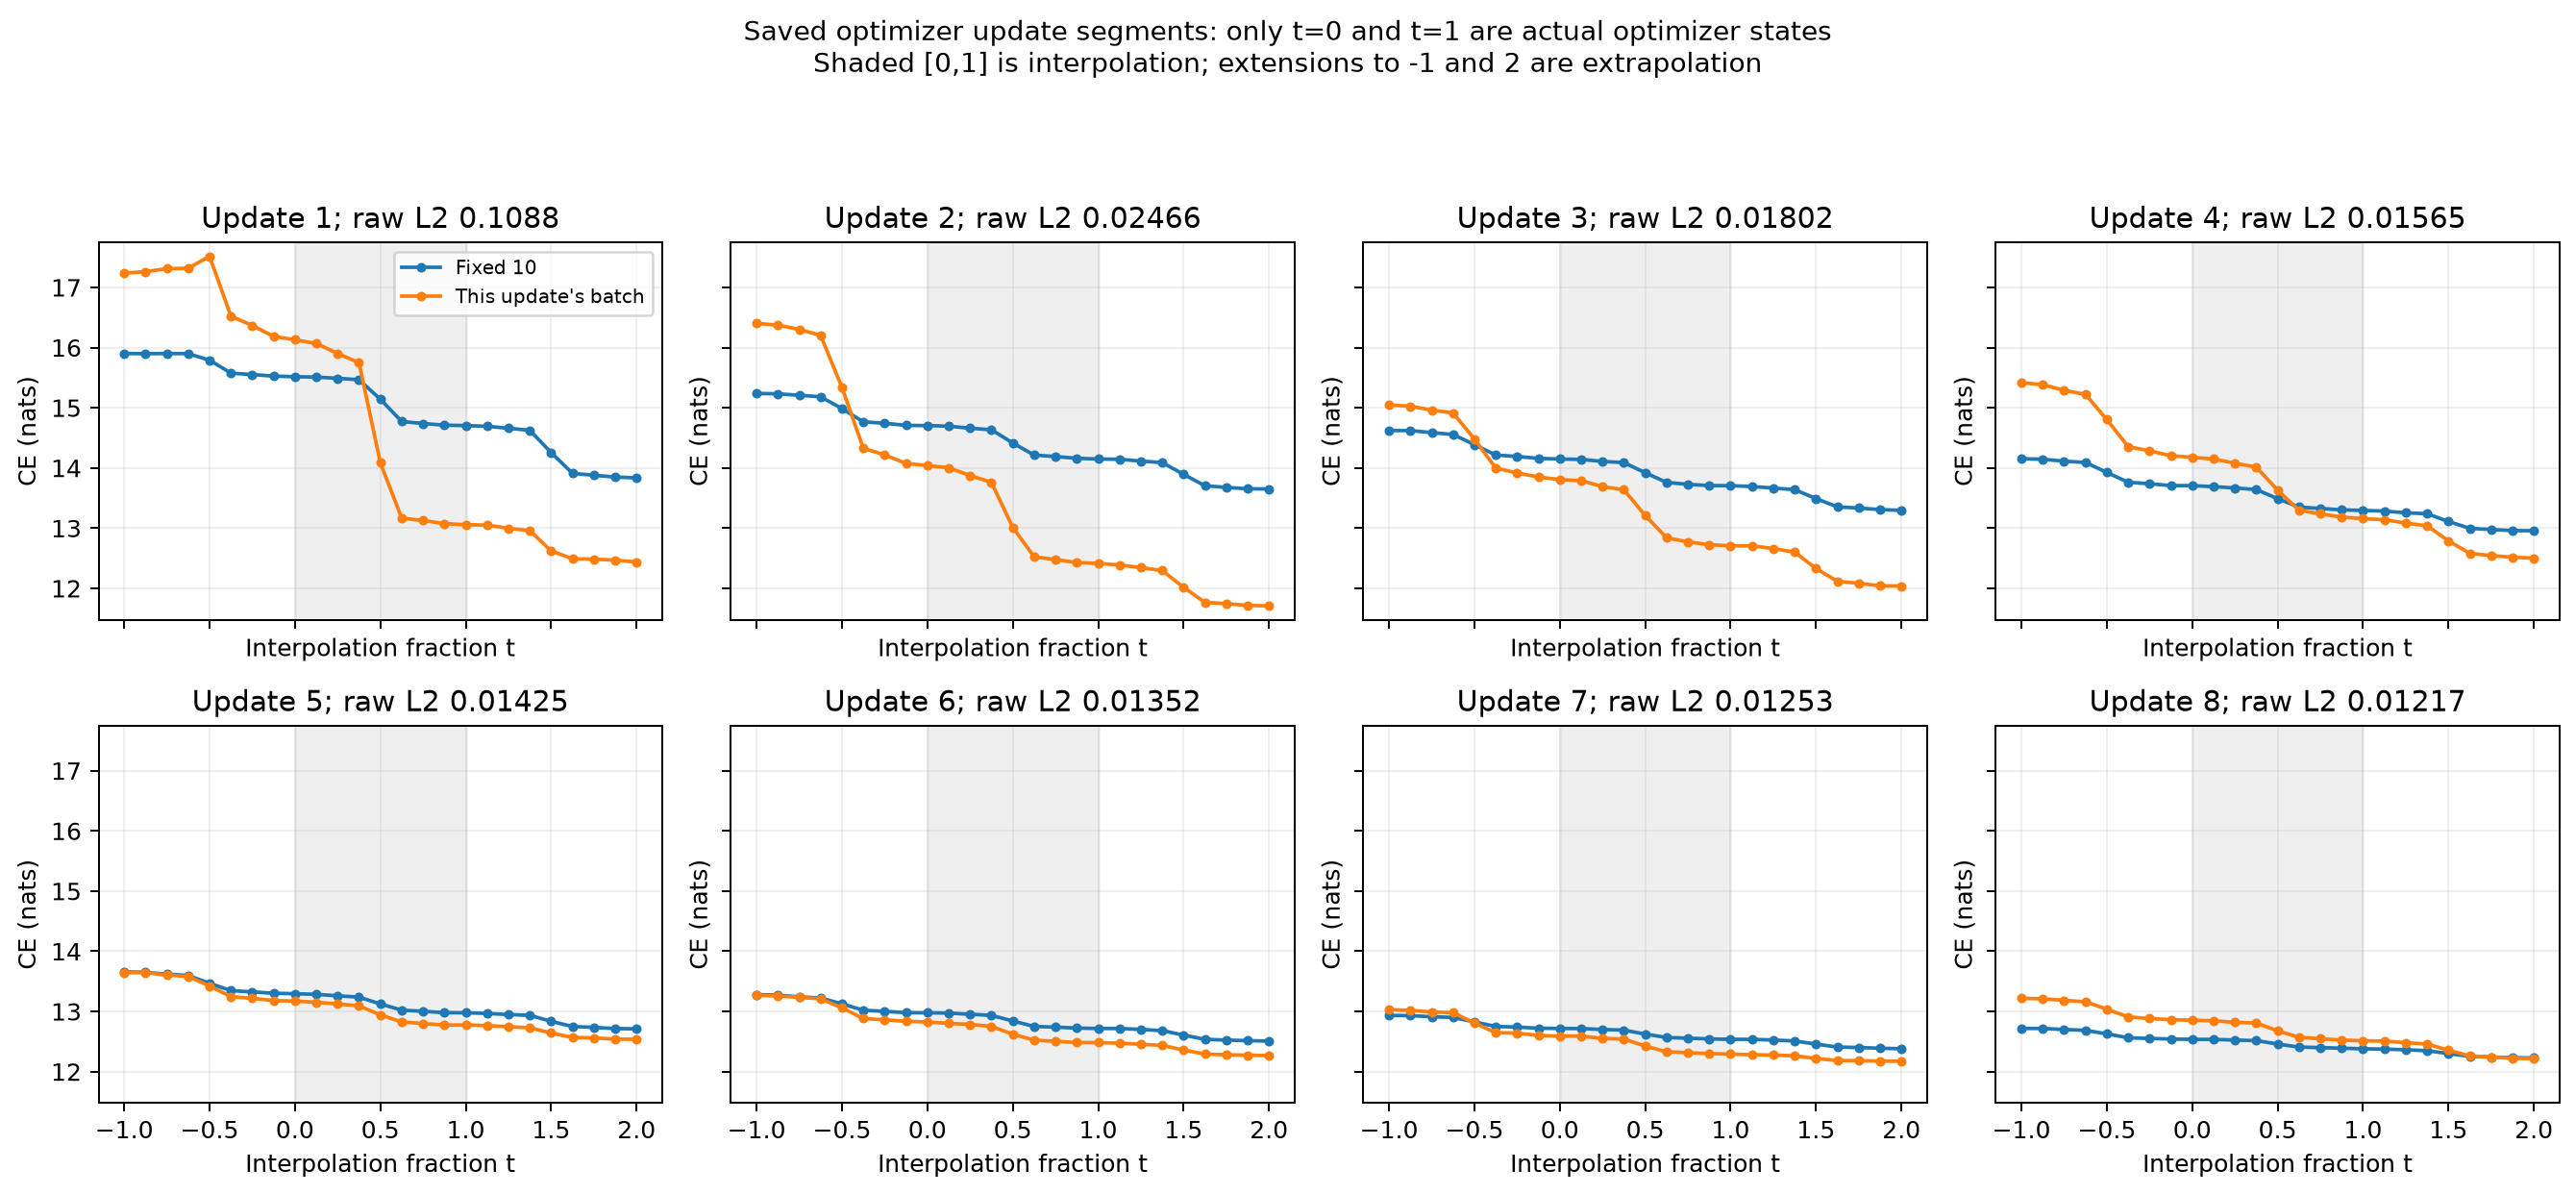 Saved optimizer update segments: only t=0 and t=1 are actual optimizer states
Shaded [0,1] is interpolation; extensions to -1 and 2 are extrapolation
Update 1; raw L2 0.1088
Update 2; raw L2 0.02466
Update 3; raw L2 0.01802
Update 4; raw L2 0.01565
Fixed 10
This update's batch
CE (nats)
17
16
15
14
13
12
CE (nats)
CE (nats)
CE (nats)
Interpolation fraction t
Interpolation fraction t
Interpolation fraction t
Interpolation fraction t
Update 5; raw L2 0.01425
Update 6; raw L2 0.01352
Update 7; raw L2 0.01253
Update 8; raw L2 0.01217
CE (nats)
17
16
15
14
13
12
CE (nats)
CE (nats)
CE (nats)
−1.0 −0.5 0.0 0.5 1.0 1.5 2.0
−1.0 −0.5 0.0 0.5 1.0 1.5 2.0
−1.0 −0.5 0.0 0.5 1.0 1.5 2.0
−1.0 −0.5 0.0 0.5 1.0 1.5 2.0
Interpolation fraction t
Interpolation fraction t
Interpolation fraction t
Interpolation fraction t